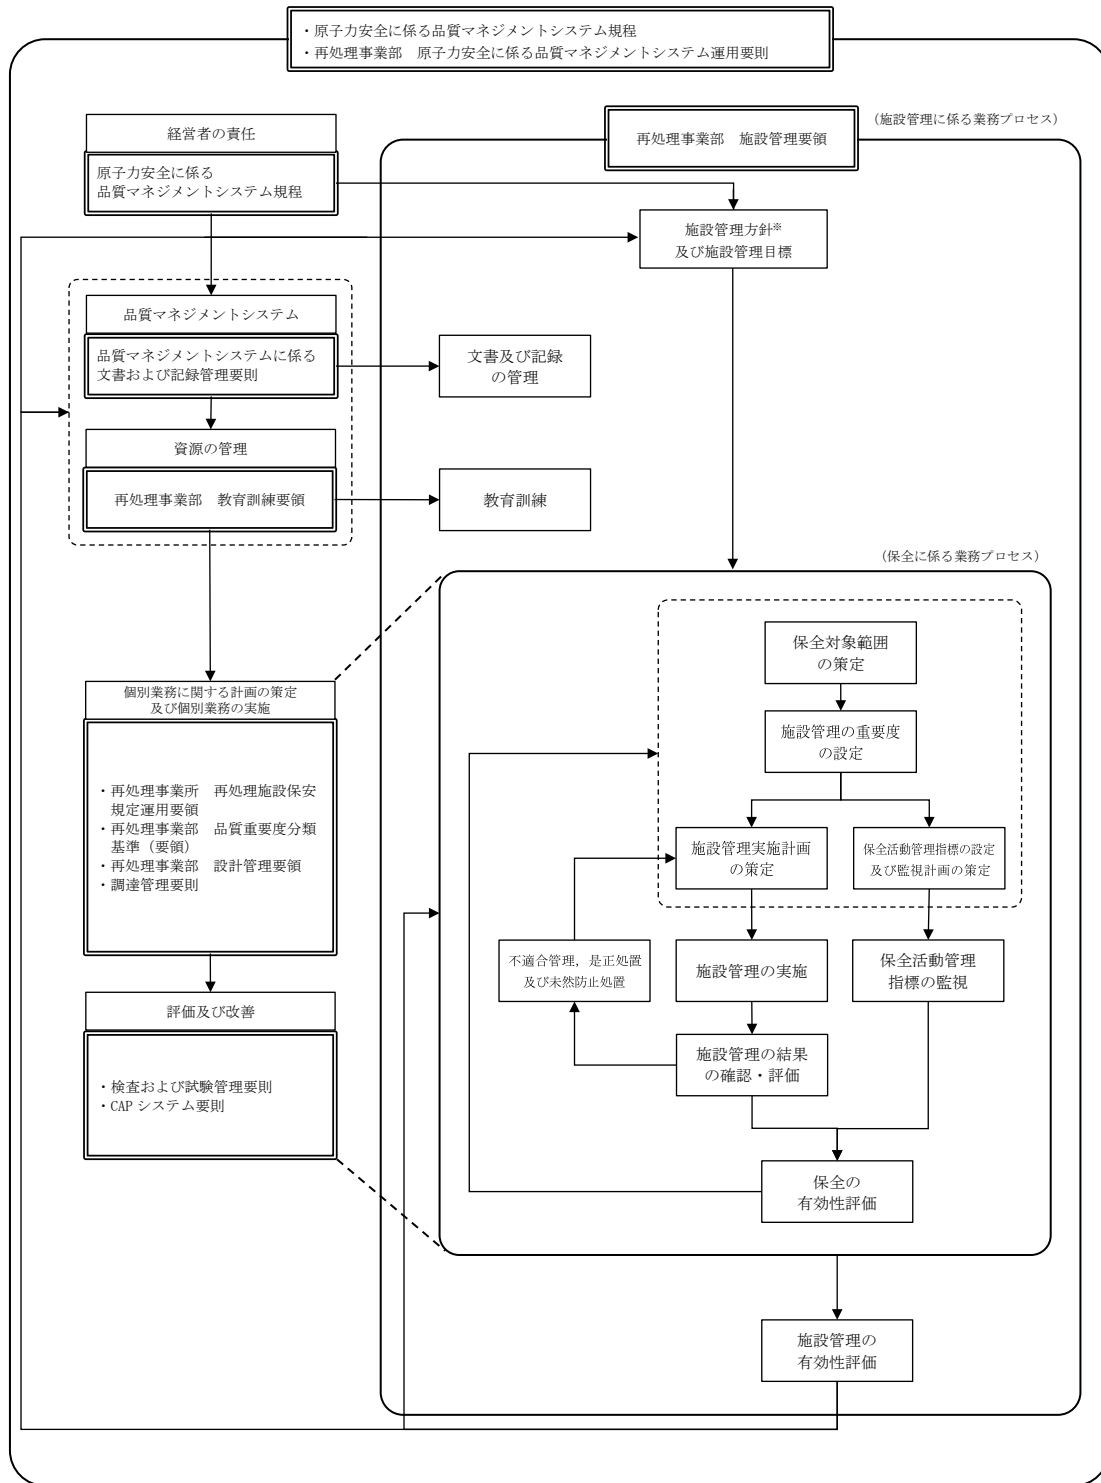 ・原子力安全に係る品質マネジメントシステム規程
・再処理事業部　原子力安全に係る品質マネジメントシステム運用要則
経営者の責任
原子力安全に係る
品質マネジメントシステム規程
再処理事業部　施設管理要領
（施設管理に係る業務プロセス）
施設管理方針※
及び施設管理目標
品質マネジメントシステム
品質マネジメントシステムに係る
文書および記録管理要則
文書及び記録
の管理
資源の管理
再処理事業部　教育訓練要領
教育訓練
（保全に係る業務プロセス）
個別業務に関する計画の策定
及び個別業務の実施
・再処理事業所　再処理施設保安
規定運用要領
・再処理事業部　品質重要度分類
基準（要領）
・再処理事業部　設計管理要領
・調達管理要則
評価及び改善
・検査および試験管理要則
・CAP システム要則
保全対象範囲
の策定
施設管理の重要度
の設定
施設管理実施計画
の策定
保全活動管理指標の設定
及び監視計画の策定
不適合管理，是正処置
及び未然防止処置
施設管理の実施
保全活動管理
指標の監視
施設管理の結果
の確認・評価
保全の
有効性評価
施設管理の
有効性評価